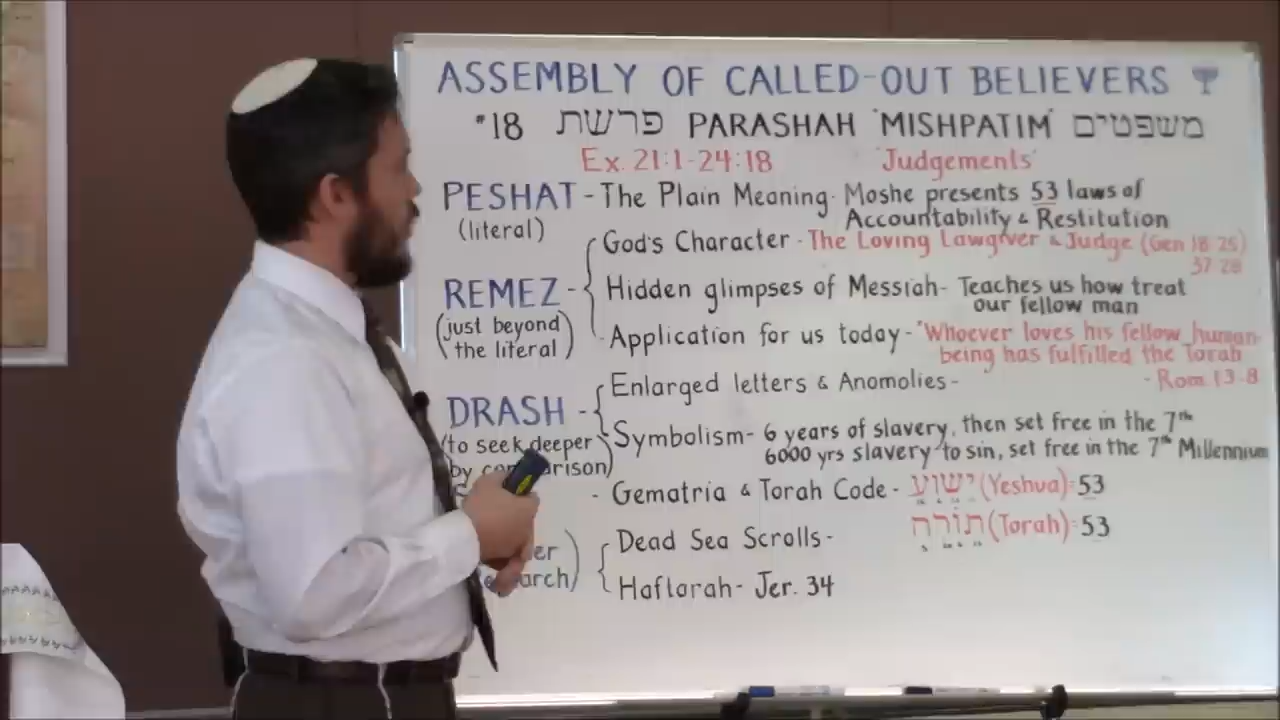 ASSEMBLY OF CALLED-OUT BELIEVERS
#18 פרשת PARASHAH 'MISHPATIM' משפטים
Ex. 21:1-24:18 'Judgements'
PESHAT - The Plain Meaning - Moshe presents 53 laws of
(literal) Accountability & Restitution
God's Character - The Loving Lawgiver & Judge (Gen 18:25)
37:28
REMEZ - Hidden glimpses of Messiah - Teaches us how treat
our fellow man
(just beyond
the literal)
Application for us today - "Whoever loves his fellow human-
being has fulfilled the Torah
- Rom 13:8
Enlarged letters & Anomolies -
DRASH -
(to seek deeper
by comparison)
Symbolism - 6 years of slavery, then set free in the 7th
6000 yrs slavery to sin, set free in the 7th Millennium
- Gematria & Torah Code - ישוע (Yeshua) = 53
תורה (Torah) = 53
Dead Sea Scrolls -
Haftorah - Jer. 34